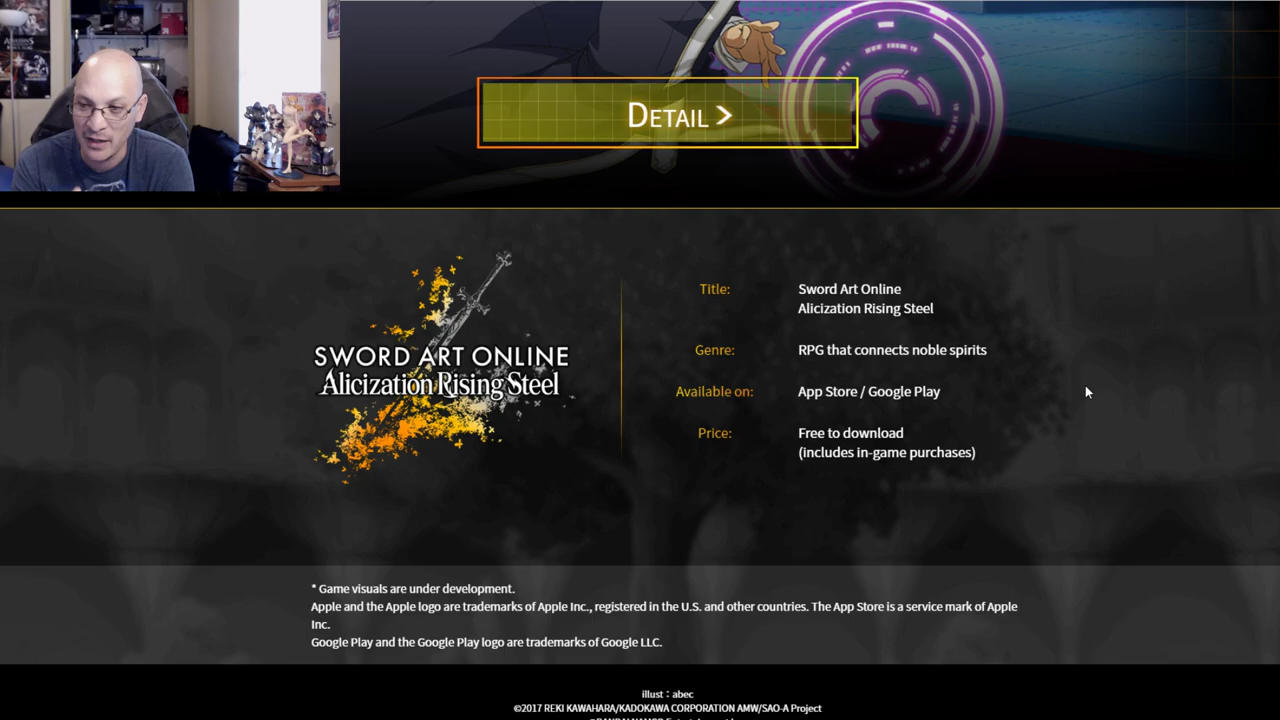 DETAIL >
SWORD ART ONLINE
Alicization Rising Steel
Title:
Sword Art Online
Alicization Rising Steel
Genre:
RPG that connects noble spirits
Available on:
App Store / Google Play
Price:
Free to download
(includes in-game purchases)
* Game visuals are under development.
Apple and the Apple logo are trademarks of Apple Inc., registered in the U.S. and other countries. The App Store is a service mark of Apple
Inc.
Google Play and the Google Play logo are trademarks of Google LLC.
illust：abec
©2017 REKI KAWAHARA/KADOKAWA CORPORATION AMW/SAO-A Project